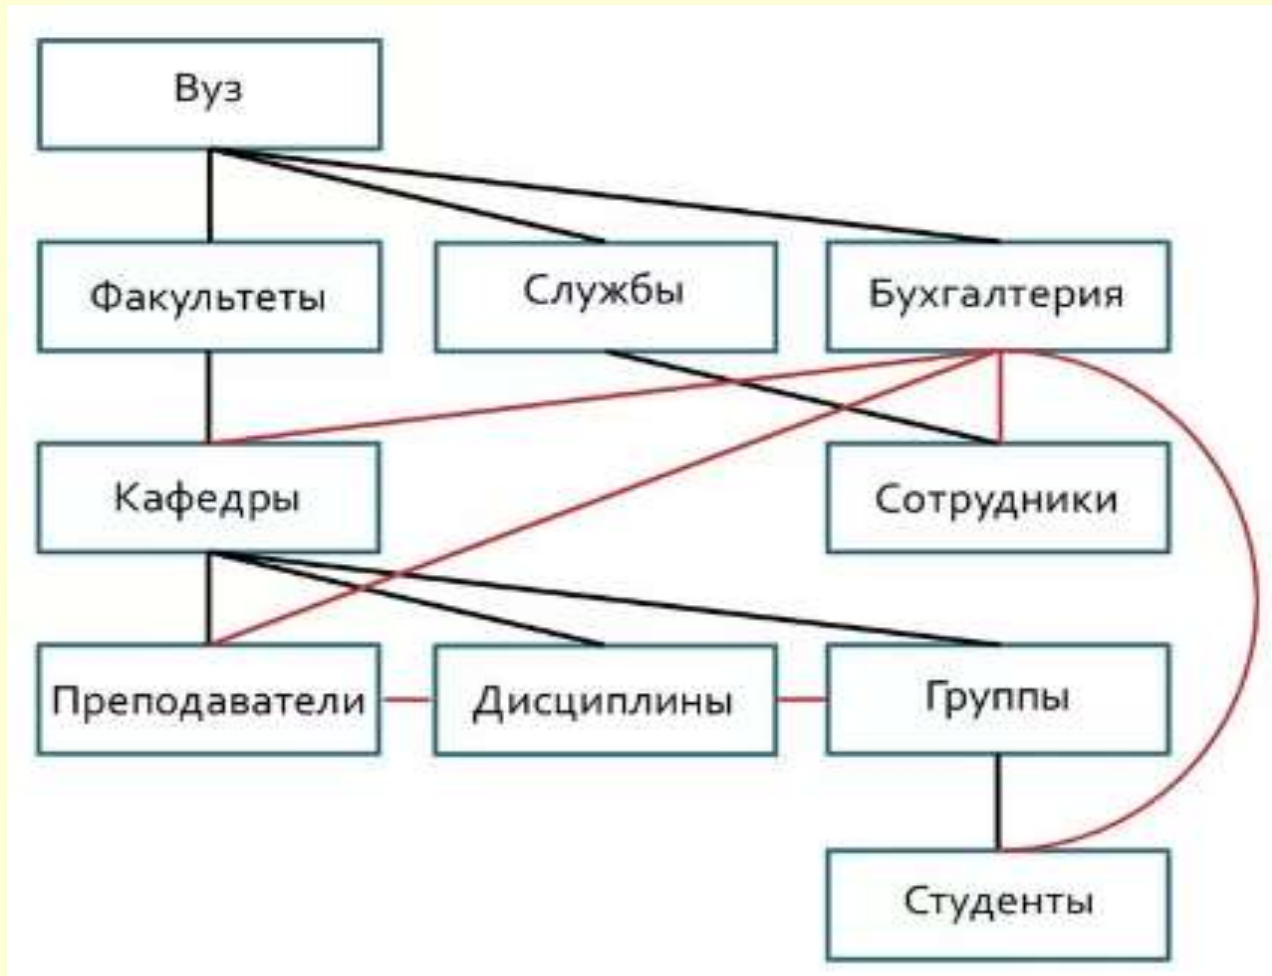 Вуз
Факультеты
Службы
Бухгалтерия
Кафедры
Сотрудники
Преподаватели
Дисциплины
Группы
Студенты